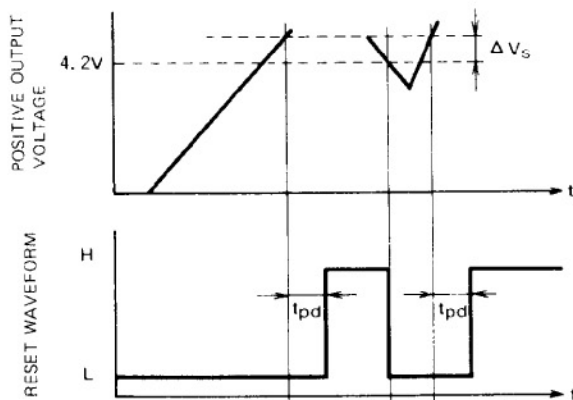 POSITIVE OUTPUT
VOLTAGE
4.2V
ΔVs
t
RESET WAVEFORM
H
L
tpd
tpd
t